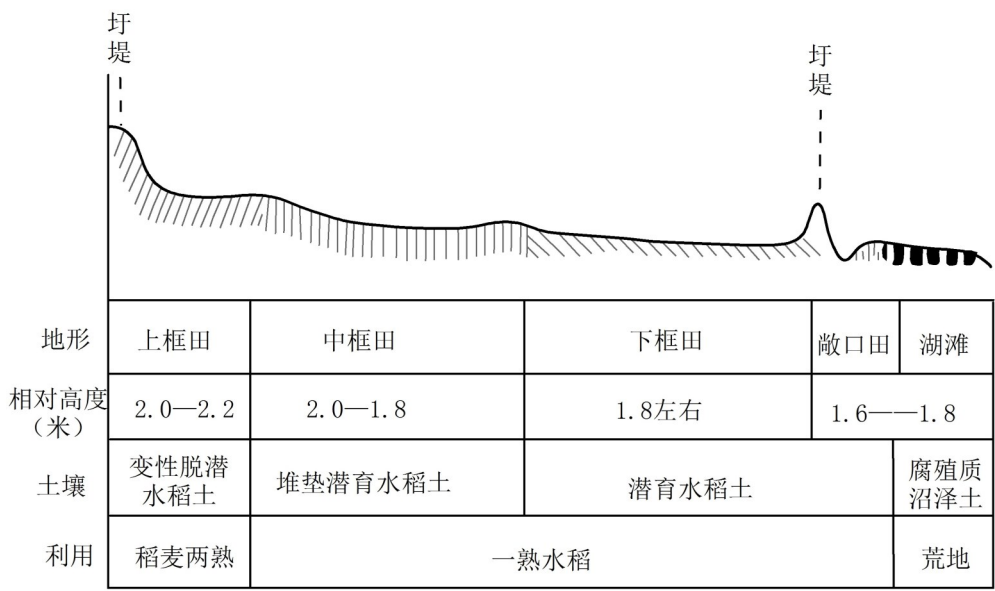 圩堤
圩堤
地形 上框田 中框田 下框田 敞口田 湖滩
相对高度（米） 2.0—2.2 2.0—1.8 1.8左右 1.6——1.8
土壤 变性脱潜水稻土 堆垫潜育水稻土 潜育水稻土 腐殖质沼泽土
利用 稻麦两熟 一熟水稻 荒地